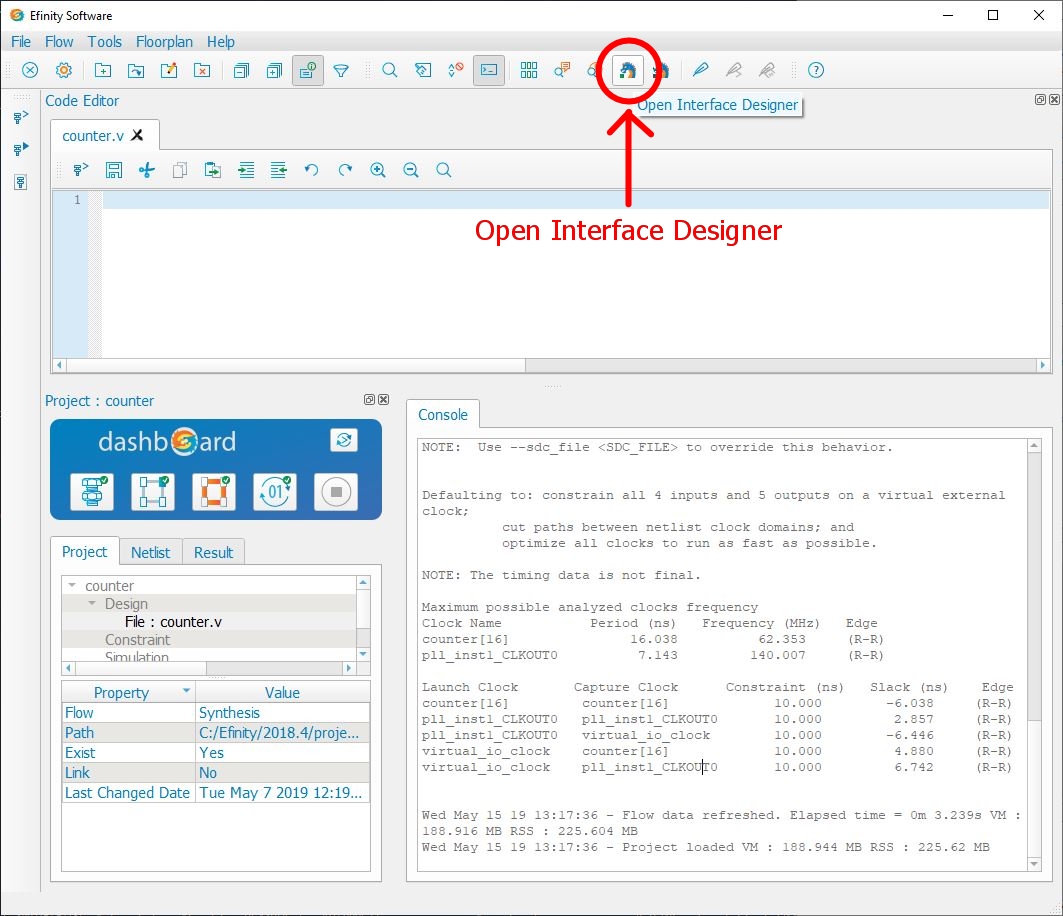 Efinity Software
File Flow Tools Floorplan Help
Open Interface Designer
Code Editor
counter.v
1
Open Interface Designer
Project : counter
dashboard
01
Project Netlist Result
counter
Design
File : counter.v
Constraint
Simulation
Property Value
Flow Synthesis
Path C:/Efinity/2018.4/proje...
Exist Yes
Link No
Last Changed Date Tue May 7 2019 12:19...
Console
NOTE: Use --sdc_file <SDC_FILE> to override this behavior.
Defaulting to: constrain all 4 inputs and 5 outputs on a virtual external
clock;
cut paths between netlist clock domains; and
optimize all clocks to run as fast as possible.
NOTE: The timing data is not final.
Maximum possible analyzed clocks frequency
Clock Name Period (ns) Frequency (MHz) Edge
counter[16] 16.038 62.353 (R-R)
pll_inst1_CLKOUT0 7.143 140.007 (R-R)
Launch Clock Capture Clock Constraint (ns) Slack (ns) Edge
counter[16] counter[16] 10.000 -6.038 (R-R)
pll_inst1_CLKOUT0 pll_inst1_CLKOUT0 10.000 2.857 (R-R)
pll_inst1_CLKOUT0 virtual_io_clock 10.000 -6.446 (R-R)
virtual_io_clock counter[16] 10.000 4.880 (R-R)
virtual_io_clock pll_inst1_CLKOUT0 10.000 6.742 (R-R)
Wed May 15 19 13:17:36 - Flow data refreshed. Elapsed time = 0m 3.239s VM :
188.916 MB RSS : 225.604 MB
Wed May 15 19 13:17:36 - Project loaded VM : 188.944 MB RSS : 225.62 MB